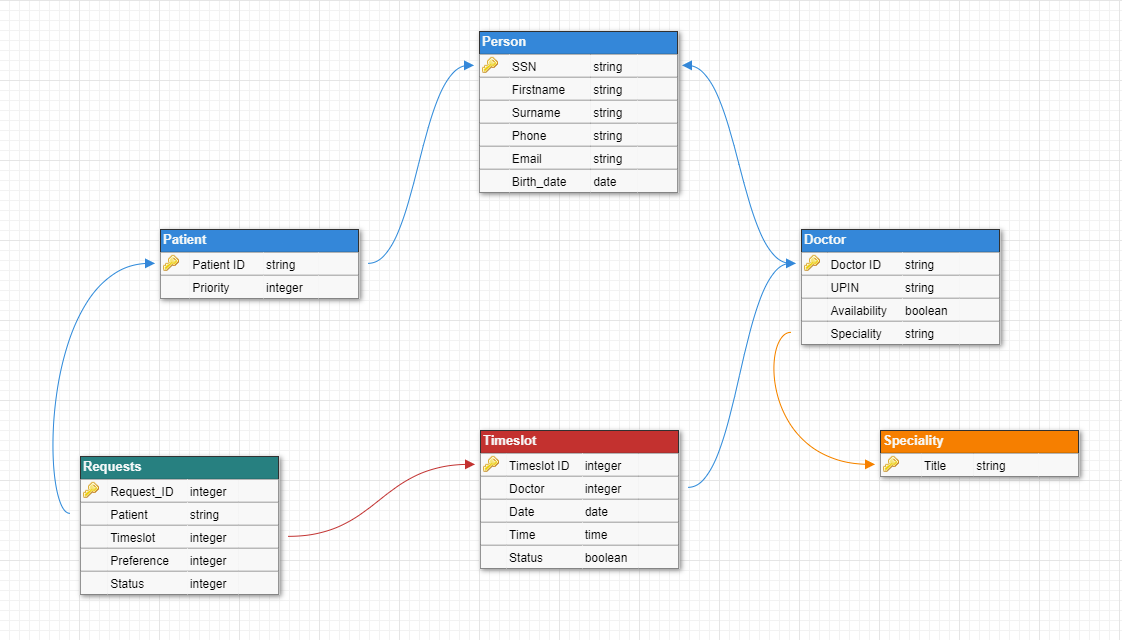 Person
SSN string
Firstname string
Surname string
Phone string
Email string
Birth_date date
Patient
Patient ID string
Priority integer
Doctor
Doctor ID string
UPIN string
Availability boolean
Speciality string
Requests
Request_ID integer
Patient string
Timeslot integer
Preference integer
Status integer
Timeslot
Timeslot ID integer
Doctor integer
Date date
Time time
Status boolean
Speciality
Title string